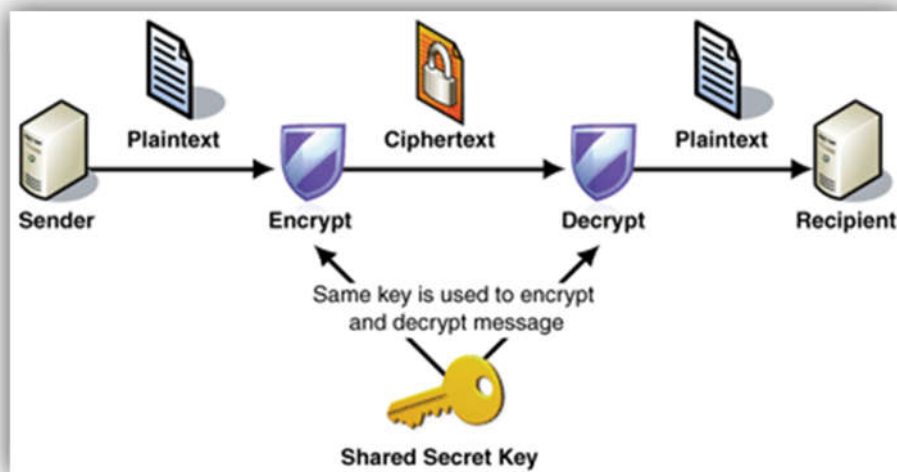 Plaintext
Ciphertext
Plaintext
Sender
Encrypt
Decrypt
Recipient
Same key is used to encrypt
and decrypt message
Shared Secret Key